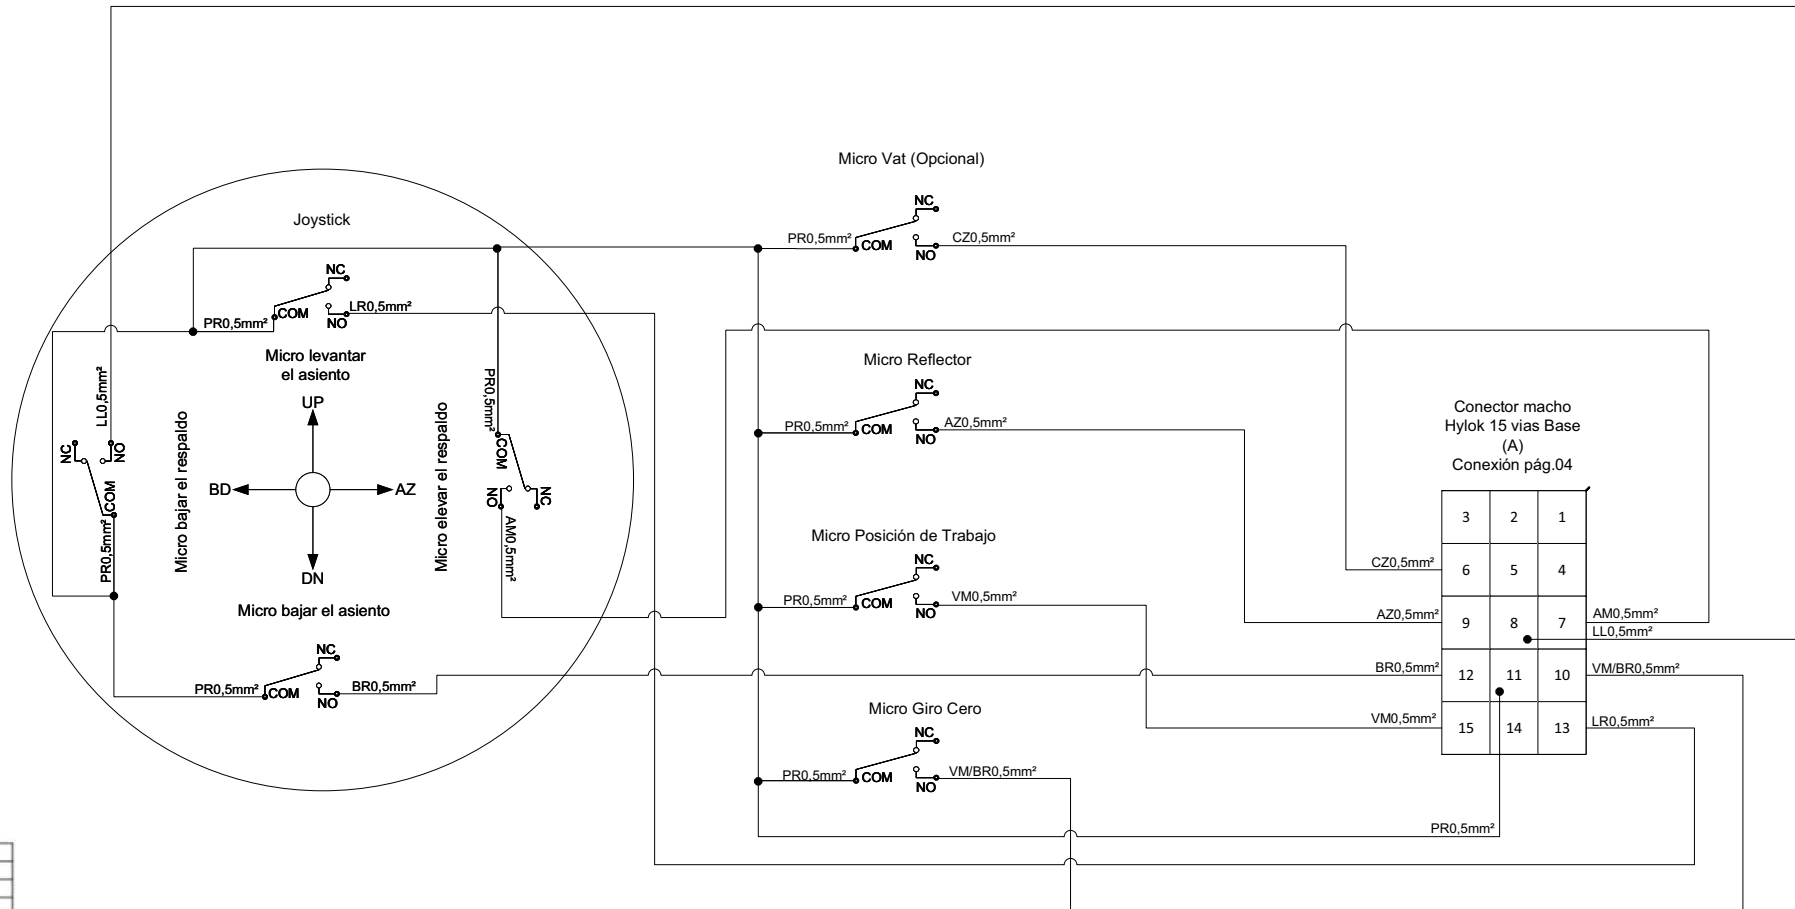 Micro Vat (Opcional)
NC
PR0,5mm²
COM
NO
CZ0,5mm²
Joystick
NC
PR0,5mm²
COM
NO
LR0,5mm²
Micro levantar
el asiento
UP
BD
AZ
DN
Micro bajar el asiento
LL0,5mm²
NC
NO
COM
PR0,5mm²
Micro bajar el respaldo
Micro elevar el respaldo
PR0,5mm²
COM
NO
NC
AM0,5mm²
NC
PR0,5mm²
COM
NO
BR0,5mm²
Micro Reflector
NC
PR0,5mm²
COM
NO
AZ0,5mm²
Micro Posición de Trabajo
NC
PR0,5mm²
COM
NO
VM0,5mm²
Micro Giro Cero
NC
PR0,5mm²
COM
NO
VM/BR0,5mm²
Conector macho
Hylok 15 vias Base
(A)
Conexión pág.04
3 2 1
CZ0,5mm² 6 5 4
AZ0,5mm² 9 8 7 AM0,5mm²
LL0,5mm²
BR0,5mm² 12 11 10 VM/BR0,5mm²
VM0,5mm² 15 14 13 LR0,5mm²
PR0,5mm²